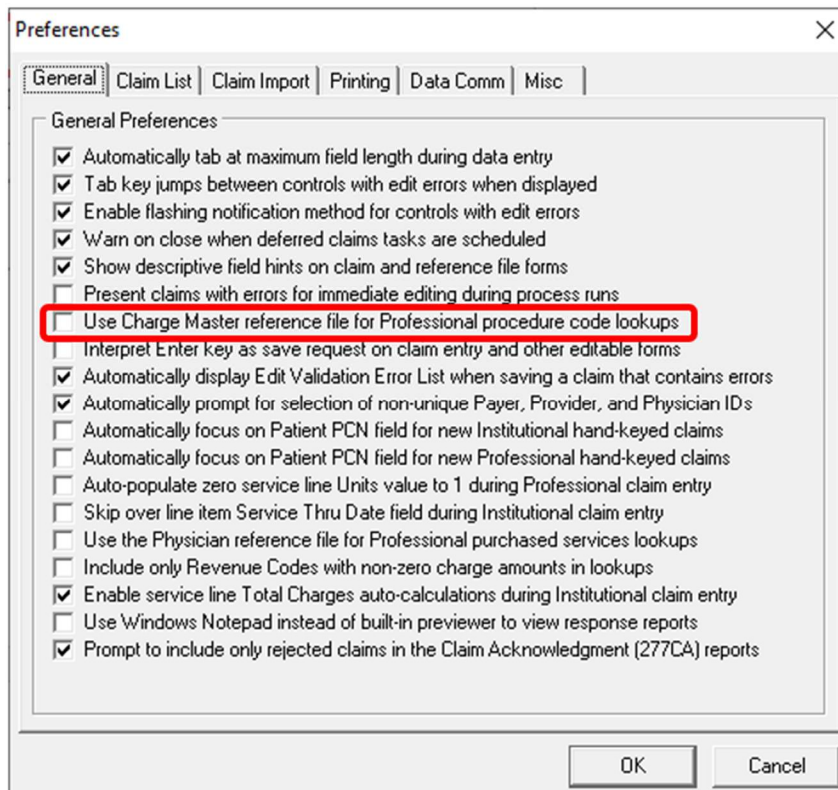 Preferences
General Claim List Claim Import Printing Data Comm Misc
General Preferences
Automatically tab at maximum field length during data entry
Tab key jumps between controls with edit errors when displayed
Enable flashing notification method for controls with edit errors
Warn on close when deferred claims tasks are scheduled
Show descriptive field hints on claim and reference file forms
Present claims with errors for immediate editing during process runs
Use Charge Master reference file for Professional procedure code lookups
Interpret Enter key as save request on claim entry and other editable forms
Automatically display Edit Validation Error List when saving a claim that contains errors
Automatically prompt for selection of non-unique Payer, Provider, and Physician IDs
Automatically focus on Patient PCN field for new Institutional hand-keyed claims
Automatically focus on Patient PCN field for new Professional hand-keyed claims
Auto-populate zero service line Units value to 1 during Professional claim entry
Skip over line item Service Thru Date field during Institutional claim entry
Use the Physician reference file for Professional purchased services lookups
Include only Revenue Codes with non-zero charge amounts in lookups
Enable service line Total Charges auto-calculations during Institutional claim entry
Use Windows Notepad instead of built-in previewer to view response reports
Prompt to include only rejected claims in the Claim Acknowledgment (277CA) reports
OK Cancel